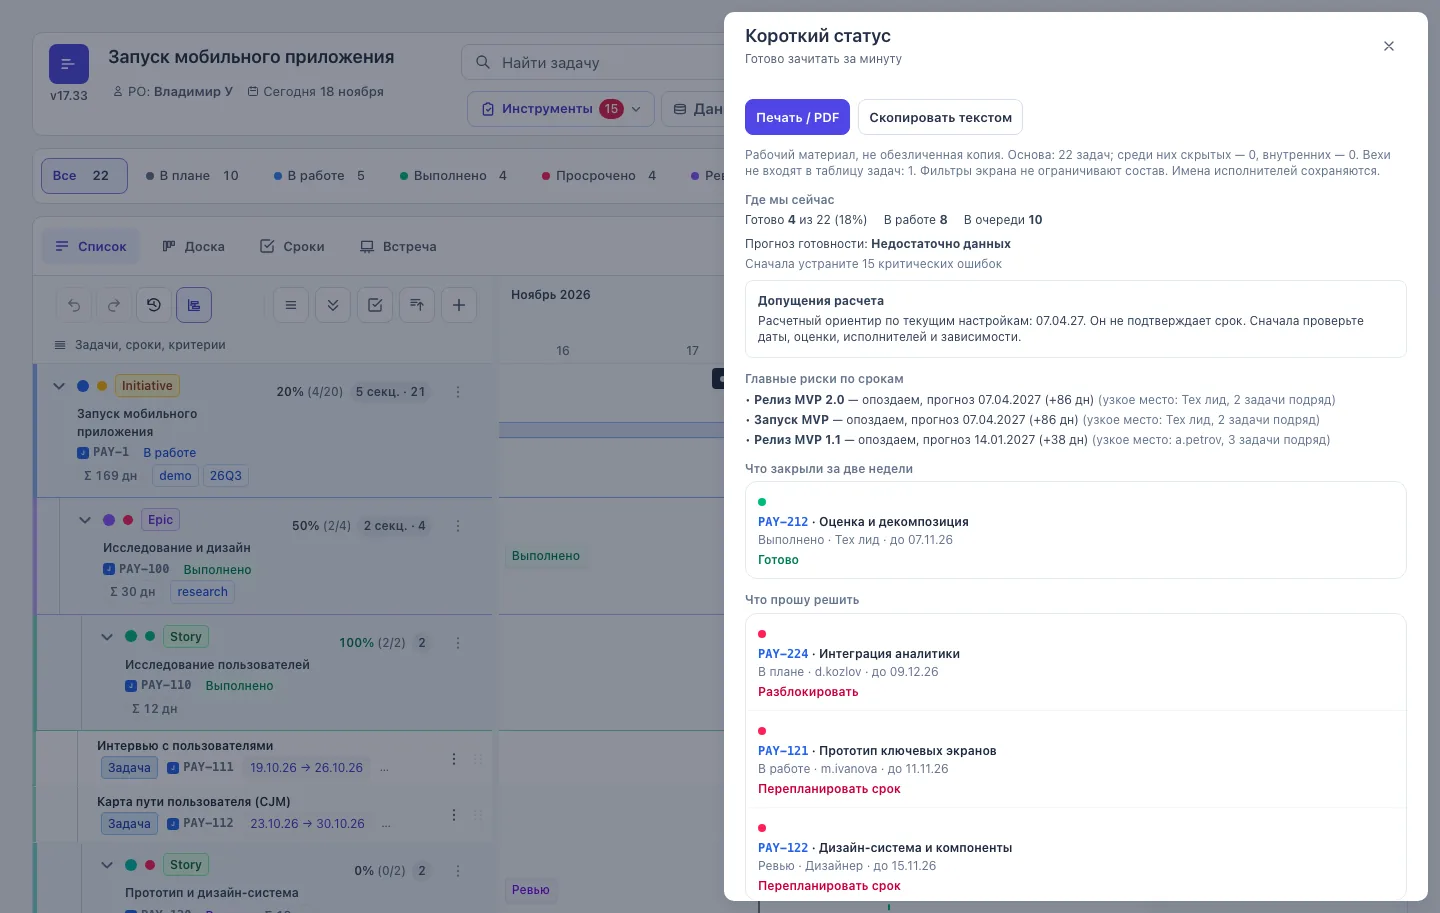 Запуск мобильного приложения
v17.33
РО: Владимир У
Сегодня 18 ноября
Найти задачу
Инструменты 15
Все 22
В плане 10
В работе 5
Выполнено 4
Просрочено 4
Список
Доска
Сроки
Встреча
Ноябрь 2026
Задачи, сроки, критерии
16
17
Initiative
20% (4/20)
5 секц. · 21
Запуск мобильного
приложения
PAY-1 В работе
Σ 169 дн demo 26Q3
Epic
50% (2/4)
2 секц. · 4
Исследование и дизайн
PAY-100 Выполнено
Σ 30 дн research
Выполнено
Story
100% (2/2)
2
Исследование пользователей
PAY-110 Выполнено
Σ 12 дн
Интервью с пользователями
Задача PAY-111 19.10.26 → 26.10.26 ...
Карта пути пользователя (CJM)
Задача PAY-112 23.10.26 → 30.10.26 ...
Story
0% (0/2)
2
Прототип и дизайн-система
Ревью
Короткий статус
Готово зачитать за минуту
Печать / PDF
Скопировать текстом
Рабочий материал, не обезличенная копия. Основа: 22 задач; среди них скрытых — 0, внутренних — 0. Вехи
не входят в таблицу задач: 1. Фильтры экрана не ограничивают состав. Имена исполнителей сохраняются.
Где мы сейчас
Готово 4 из 22 (18%) В работе 8 В очереди 10
Прогноз готовности: Недостаточно данных
Сначала устраните 15 критических ошибок
Допущения расчета
Расчетный ориентир по текущим настройкам: 07.04.27. Он не подтверждает срок. Сначала проверьте
даты, оценки, исполнителей и зависимости.
Главные риски по срокам
· Релиз MVP 2.0 — опоздаем, прогноз 07.04.2027 (+86 дн) (узкое место: Тех лид, 2 задачи подряд)
· Запуск MVP — опоздаем, прогноз 07.04.2027 (+86 дн) (узкое место: Тех лид, 2 задачи подряд)
· Релиз MVP 1.1 — опоздаем, прогноз 14.01.2027 (+38 дн) (узкое место: a.petrov, 3 задачи подряд)
Что закрыли за две недели
PAY-212 · Оценка и декомпозиция
Выполнено · Тех лид · до 07.11.26
Готово
Что прошу решить
PAY-224 · Интеграция аналитики
В плане · d.kozlov · до 09.12.26
Разблокировать
PAY-121 · Прототип ключевых экранов
В работе · m.ivanova · до 11.11.26
Перепланировать срок
PAY-122 · Дизайн-система и компоненты
Ревью · Дизайнер · до 15.11.26
Перепланировать срок